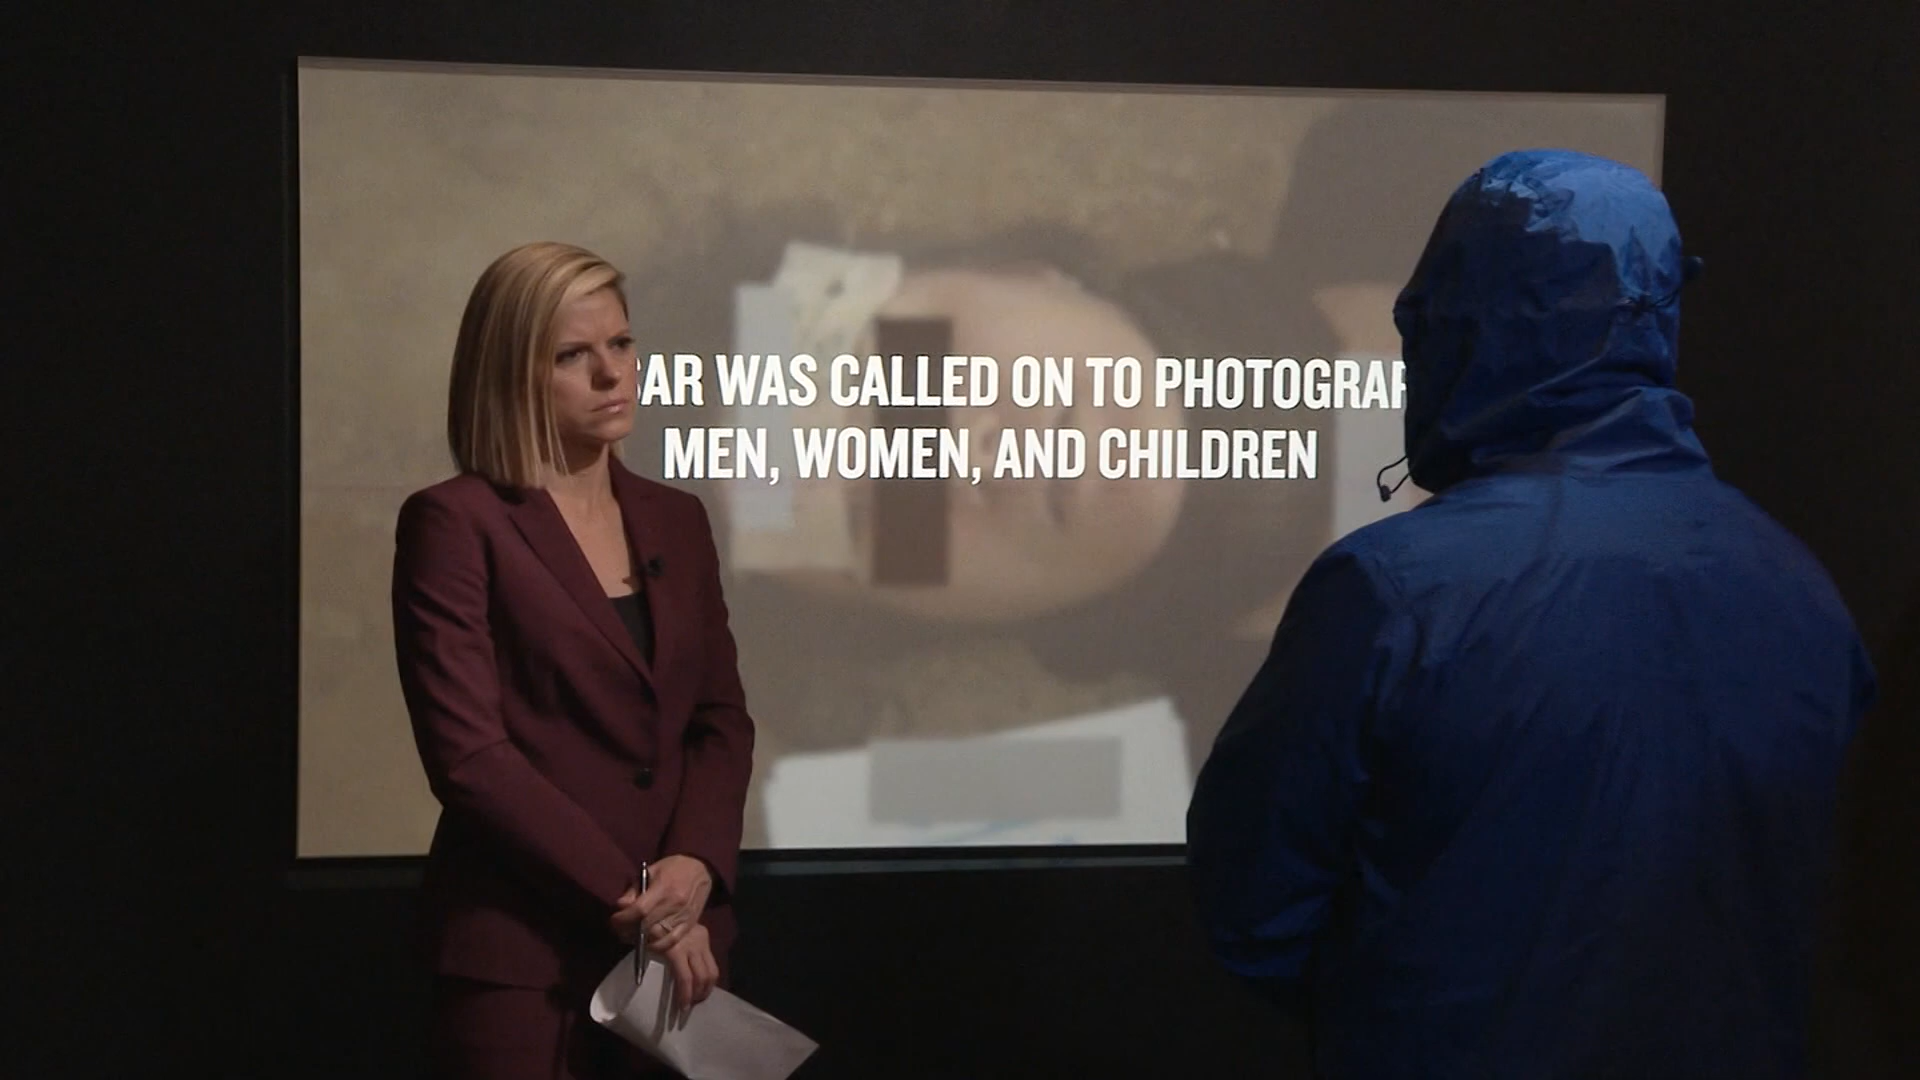 SAR WAS CALLED ON TO PHOTOGRAP
MEN, WOMEN, AND CHILDREN